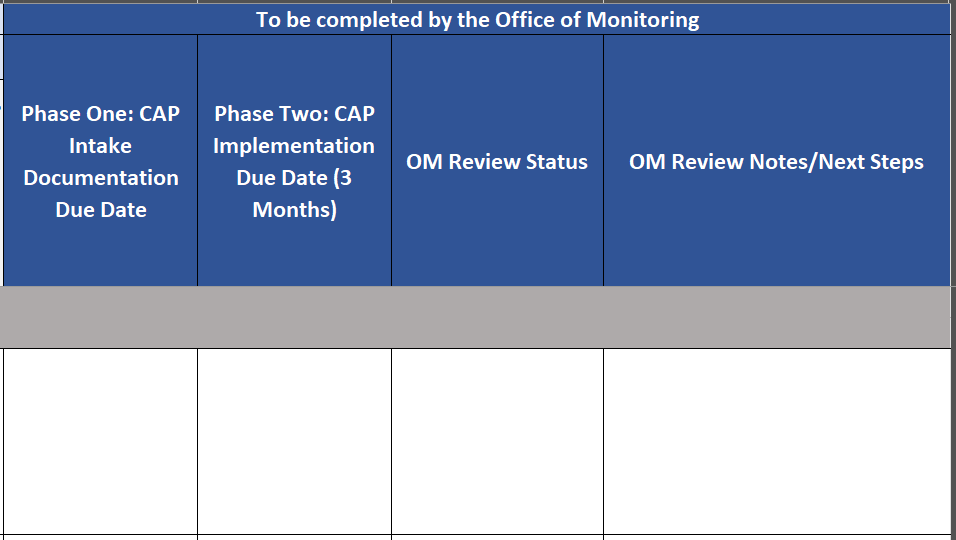 To be completed by the Office of Monitoring
Phase One: CAP
Intake
Documentation
Due Date
Phase Two: CAP
Implementation
Due Date (3
Months)
OM Review Status
OM Review Notes/Next Steps